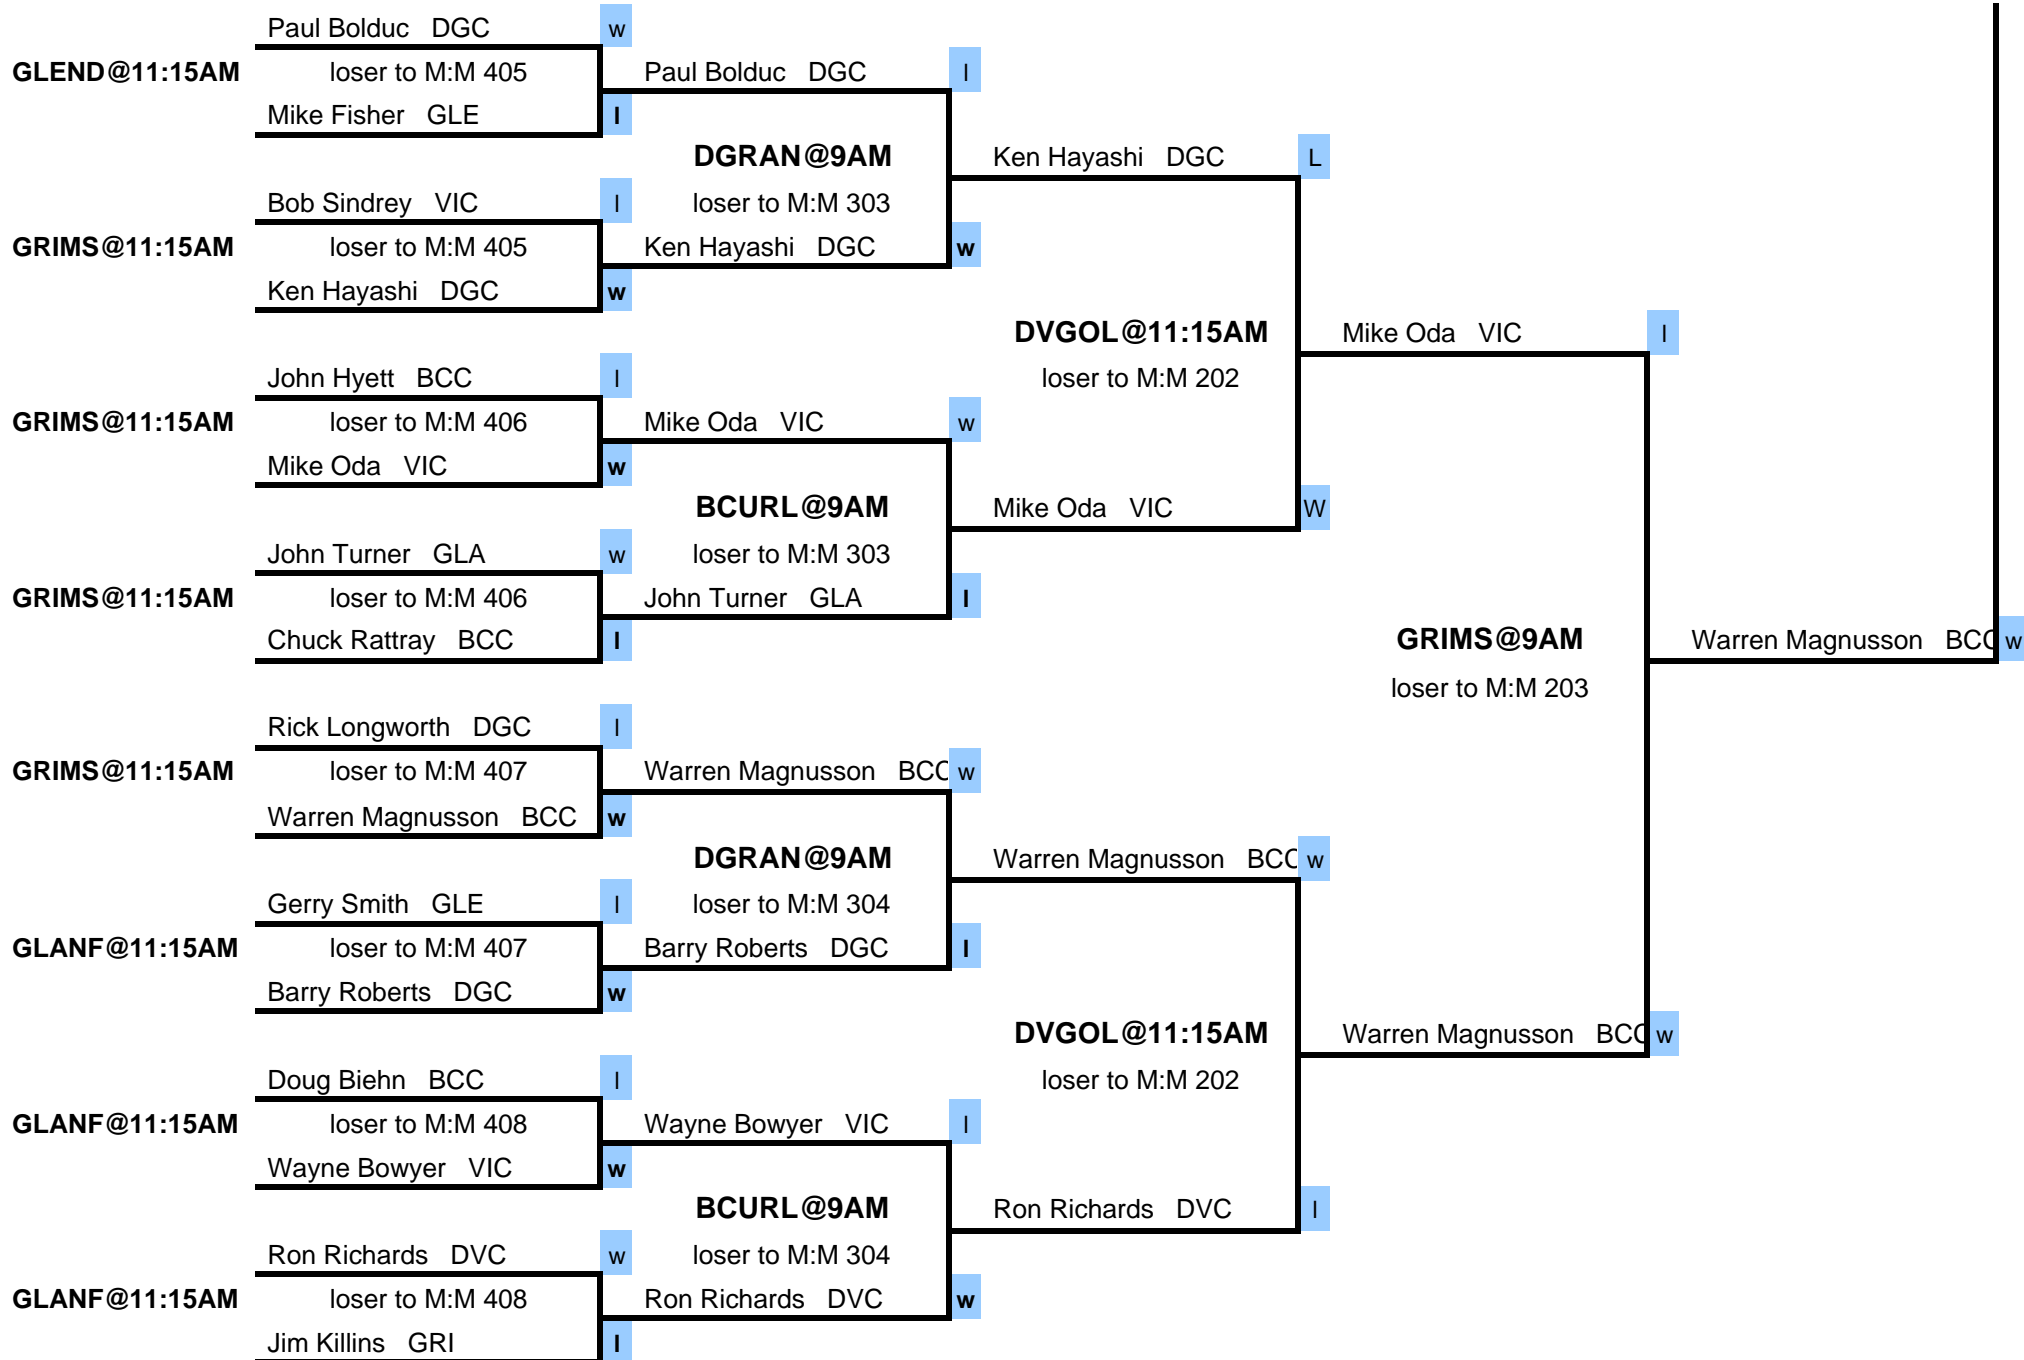 Paul Bolduc DGC w
GLEND@11:15AM loser to M:M 405 Paul Bolduc DGC l
Mike Fisher GLE l
DGRAN@9AM Ken Hayashi DGC L
Bob Sindrey VIC l loser to M:M 303
GRIMS@11:15AM loser to M:M 405 Ken Hayashi DGC w
Ken Hayashi DGC w
DVGOL@11:15AM Mike Oda VIC l
John Hyett BCC l loser to M:M 202
GRIMS@11:15AM loser to M:M 406 Mike Oda VIC w
Mike Oda VIC w
BCURL@9AM Mike Oda VIC W
John Turner GLA w loser to M:M 303
GRIMS@11:15AM loser to M:M 406 John Turner GLA l
Chuck Rattray BCC l GRIMS@9AM Warren Magnusson BCC w
loser to M:M 203
Rick Longworth DGC l
GRIMS@11:15AM loser to M:M 407 Warren Magnusson BCC w
Warren Magnusson BCC w
DGRAN@9AM Warren Magnusson BCC w
Gerry Smith GLE l loser to M:M 304
GLANF@11:15AM loser to M:M 407 Barry Roberts DGC l
Barry Roberts DGC w
DVGOL@11:15AM Warren Magnusson BCC w
Doug Biehn BCC l loser to M:M 202
GLANF@11:15AM loser to M:M 408 Wayne Bowyer VIC l
Wayne Bowyer VIC w
BCURL@9AM Ron Richards DVC l
Ron Richards DVC w loser to M:M 304
GLANF@11:15AM loser to M:M 408 Ron Richards DVC w
Jim Killins GRI l